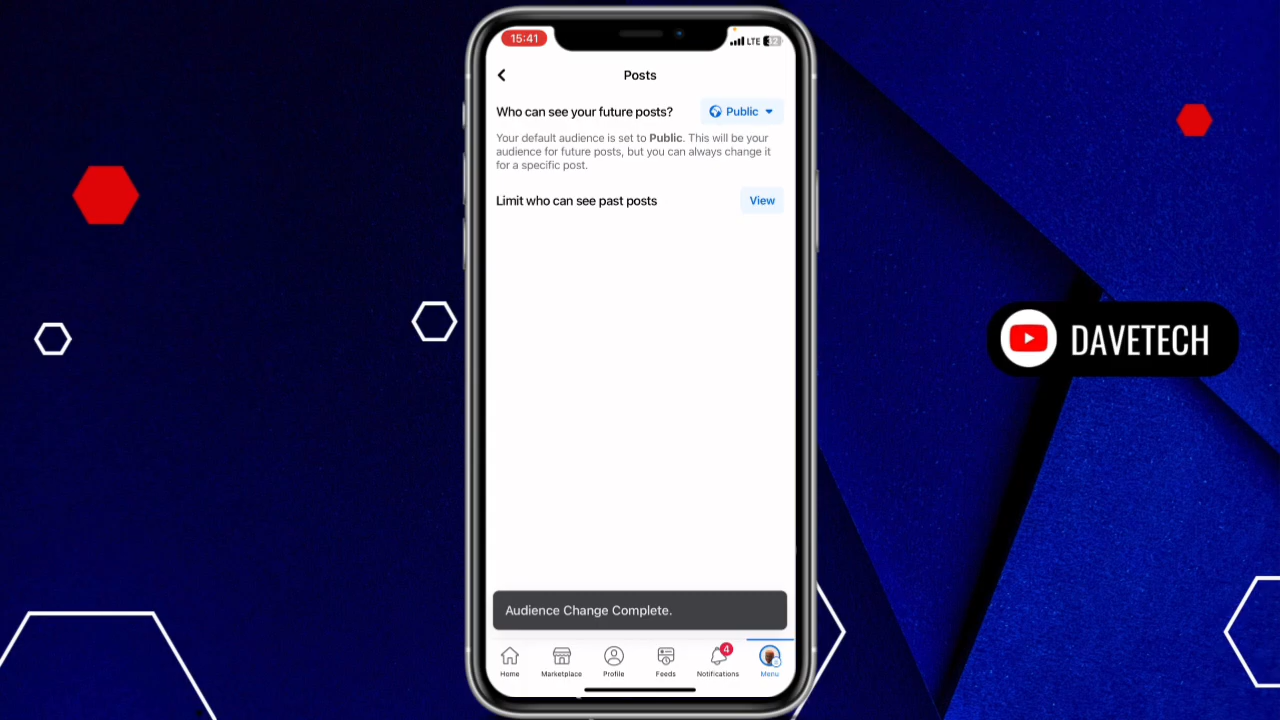 15:41
LTE 32
Posts
Who can see your future posts?
Public
Your default audience is set to Public. This will be your
audience for future posts, but you can always change it
for a specific post.
Limit who can see past posts
View
DAVETECH
Audience Change Complete.
4
Home
Marketplace
Profile
Feeds
Notifications
Menu